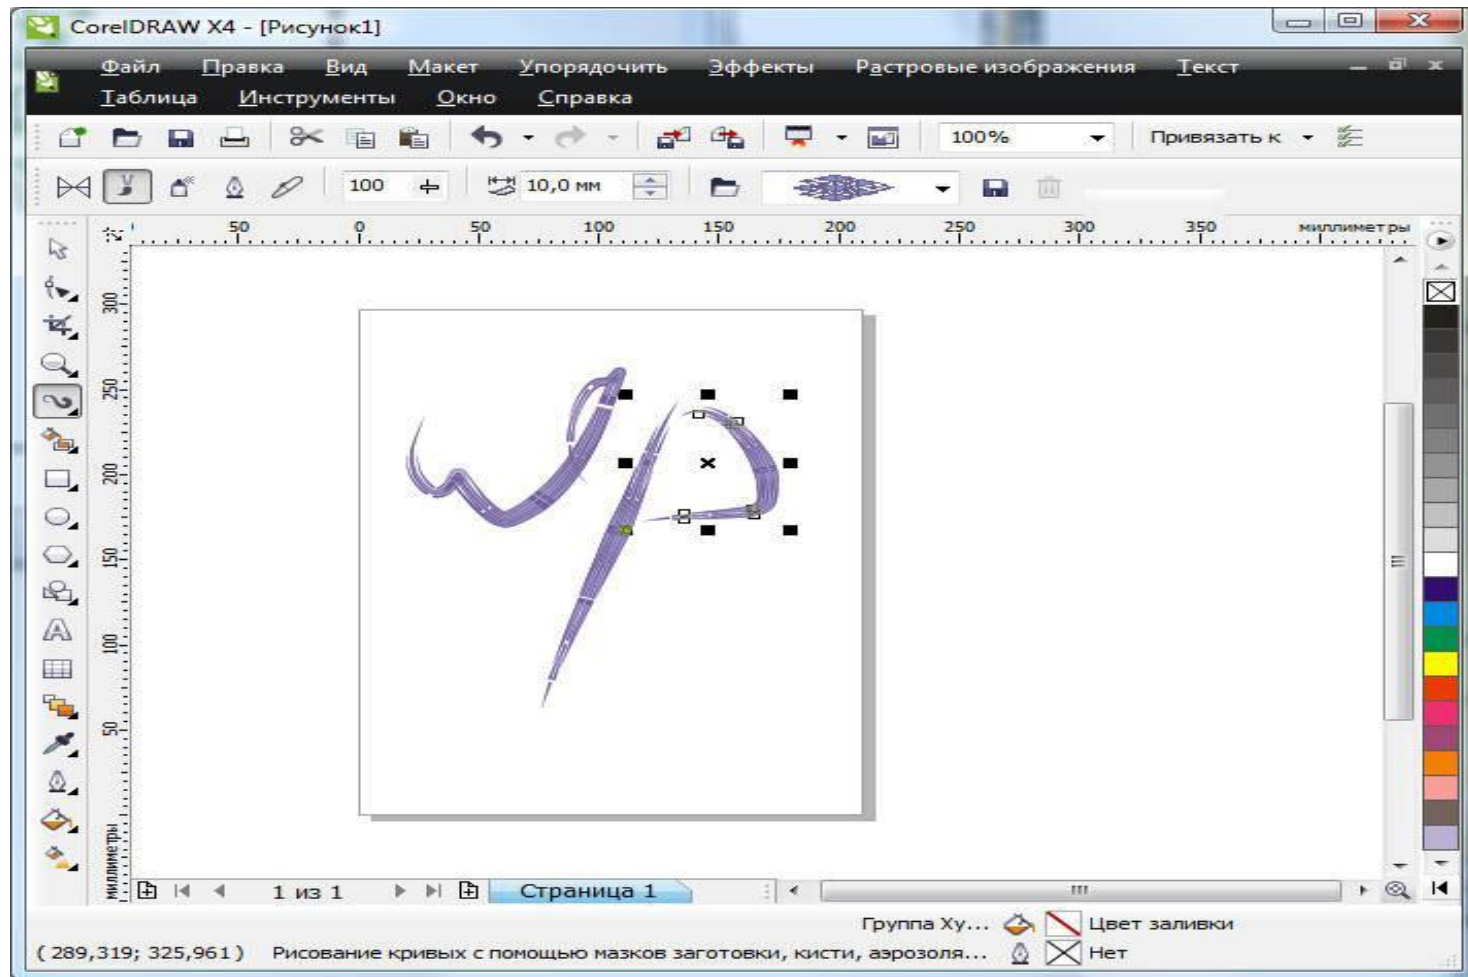 CorelDRAW X4 - [Рисунок1]
Файл Правка Вид Макет Упорядочить Эффекты Растровые изображения Текст
Таблица Инструменты Окно Справка
100% Привязать к
100 10,0 мм
50 0 50 100 150 200 250 300 350 миллиметры
300
250
200
150
100
50
миллиметры
1 из 1 Страница 1
Группа Ху... Цвет заливки
( 289,319; 325,961 ) Рисование кривых с помощью мазков заготовки, кисти, аэрозоля... Нет